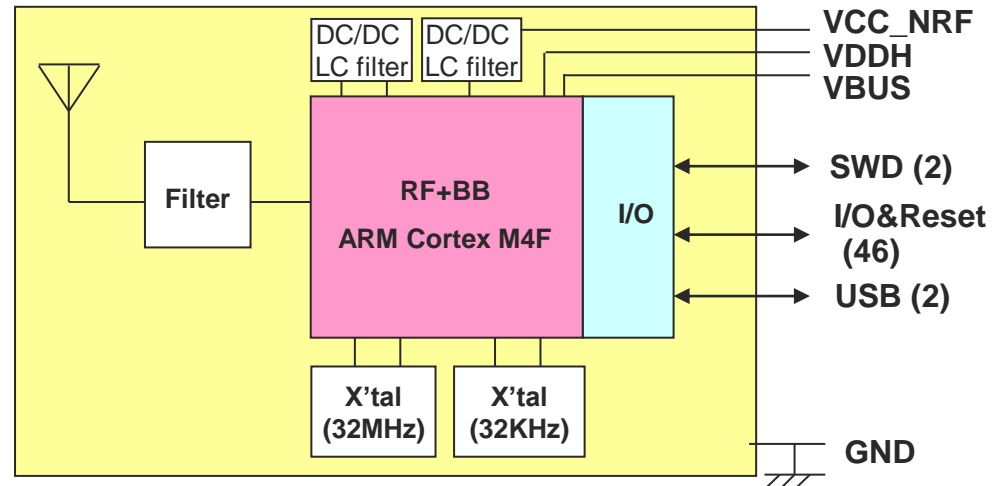 DC/DC
LC filter
DC/DC
LC filter
VCC_NRF
VDDH
VBUS
Filter
RF+BB
ARM Cortex M4F
I/O
SWD (2)
I/O&Reset
(46)
USB (2)
X'tal
(32MHz)
X'tal
(32KHz)
GND